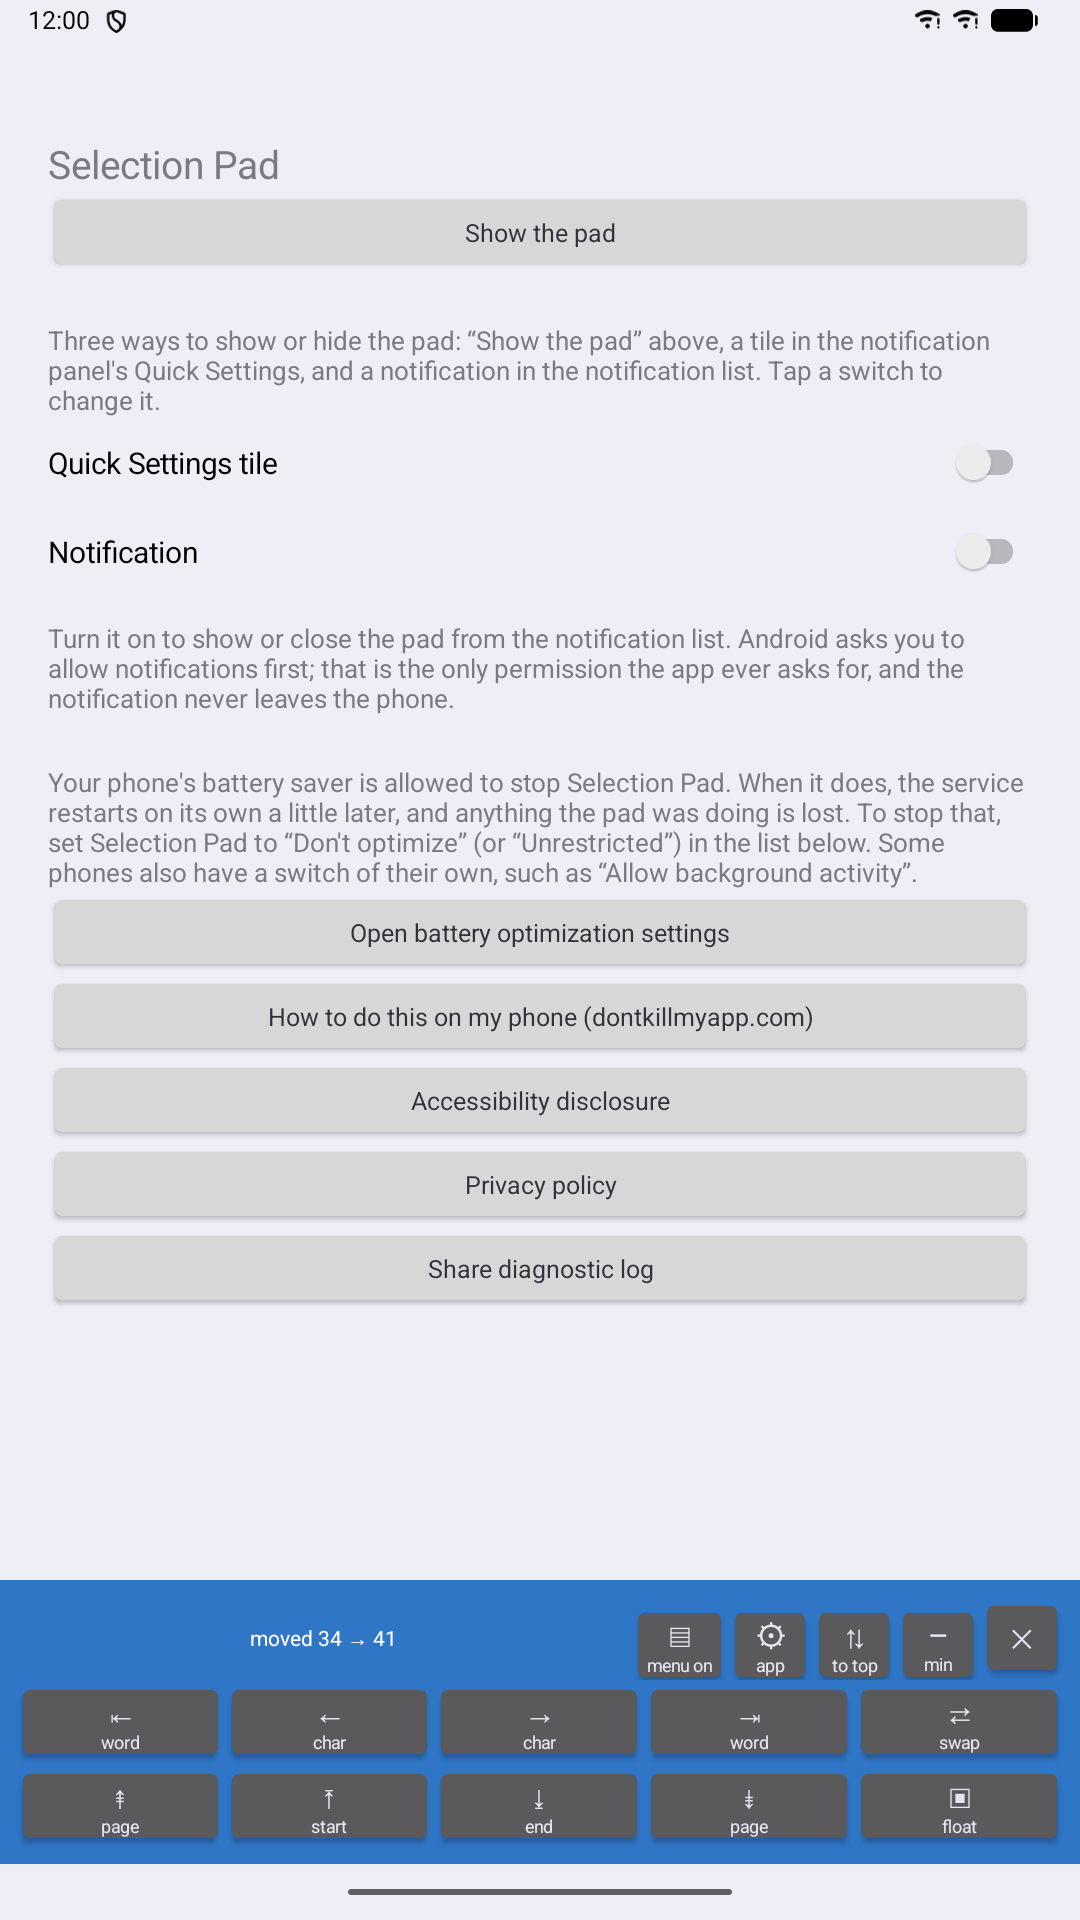 12:00
Selection Pad
Show the pad
Three ways to show or hide the pad: “Show the pad” above, a tile in the notification
panel's Quick Settings, and a notification in the notification list. Tap a switch to
change it.
Quick Settings tile
Notification
Turn it on to show or close the pad from the notification list. Android asks you to
allow notifications first; that is the only permission the app ever asks for, and the
notification never leaves the phone.
Your phone's battery saver is allowed to stop Selection Pad. When it does, the service
restarts on its own a little later, and anything the pad was doing is lost. To stop that,
set Selection Pad to “Don't optimize” (or “Unrestricted”) in the list below. Some
phones also have a switch of their own, such as “Allow background activity”.
Open battery optimization settings
How to do this on my phone (dontkillmyapp.com)
Accessibility disclosure
Privacy policy
Share diagnostic log
moved 34 → 41
menu on app to top min
word char char word swap
page start end page float